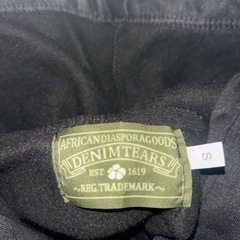 AFRICAN DIASPORA GOODS
DENIM TEARS
EST. 1619
~REG. TRADEMARK~
S